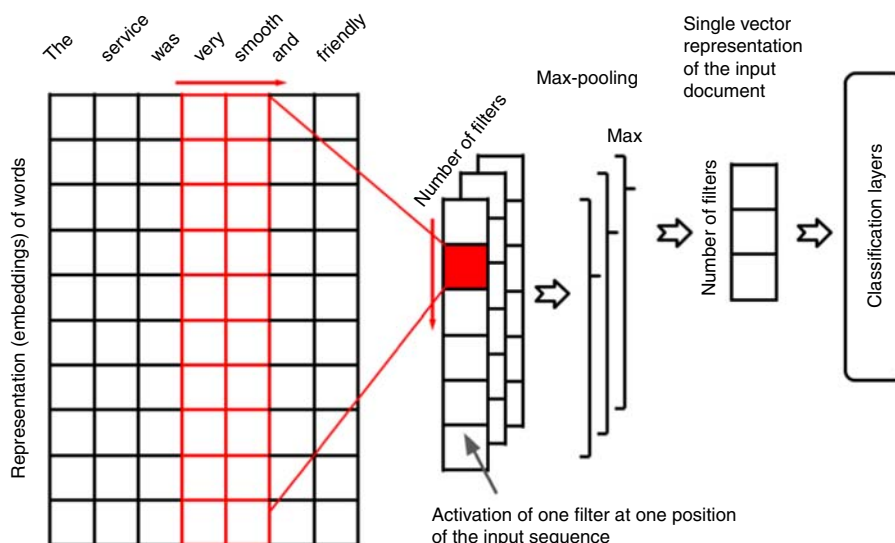 The service was very smooth and friendly
Representation (embeddings) of words
Number of filters
Max-pooling
Max
Single vector
representation
of the input
document
Number of filters
Classification layers
Activation of one filter at one position
of the input sequence